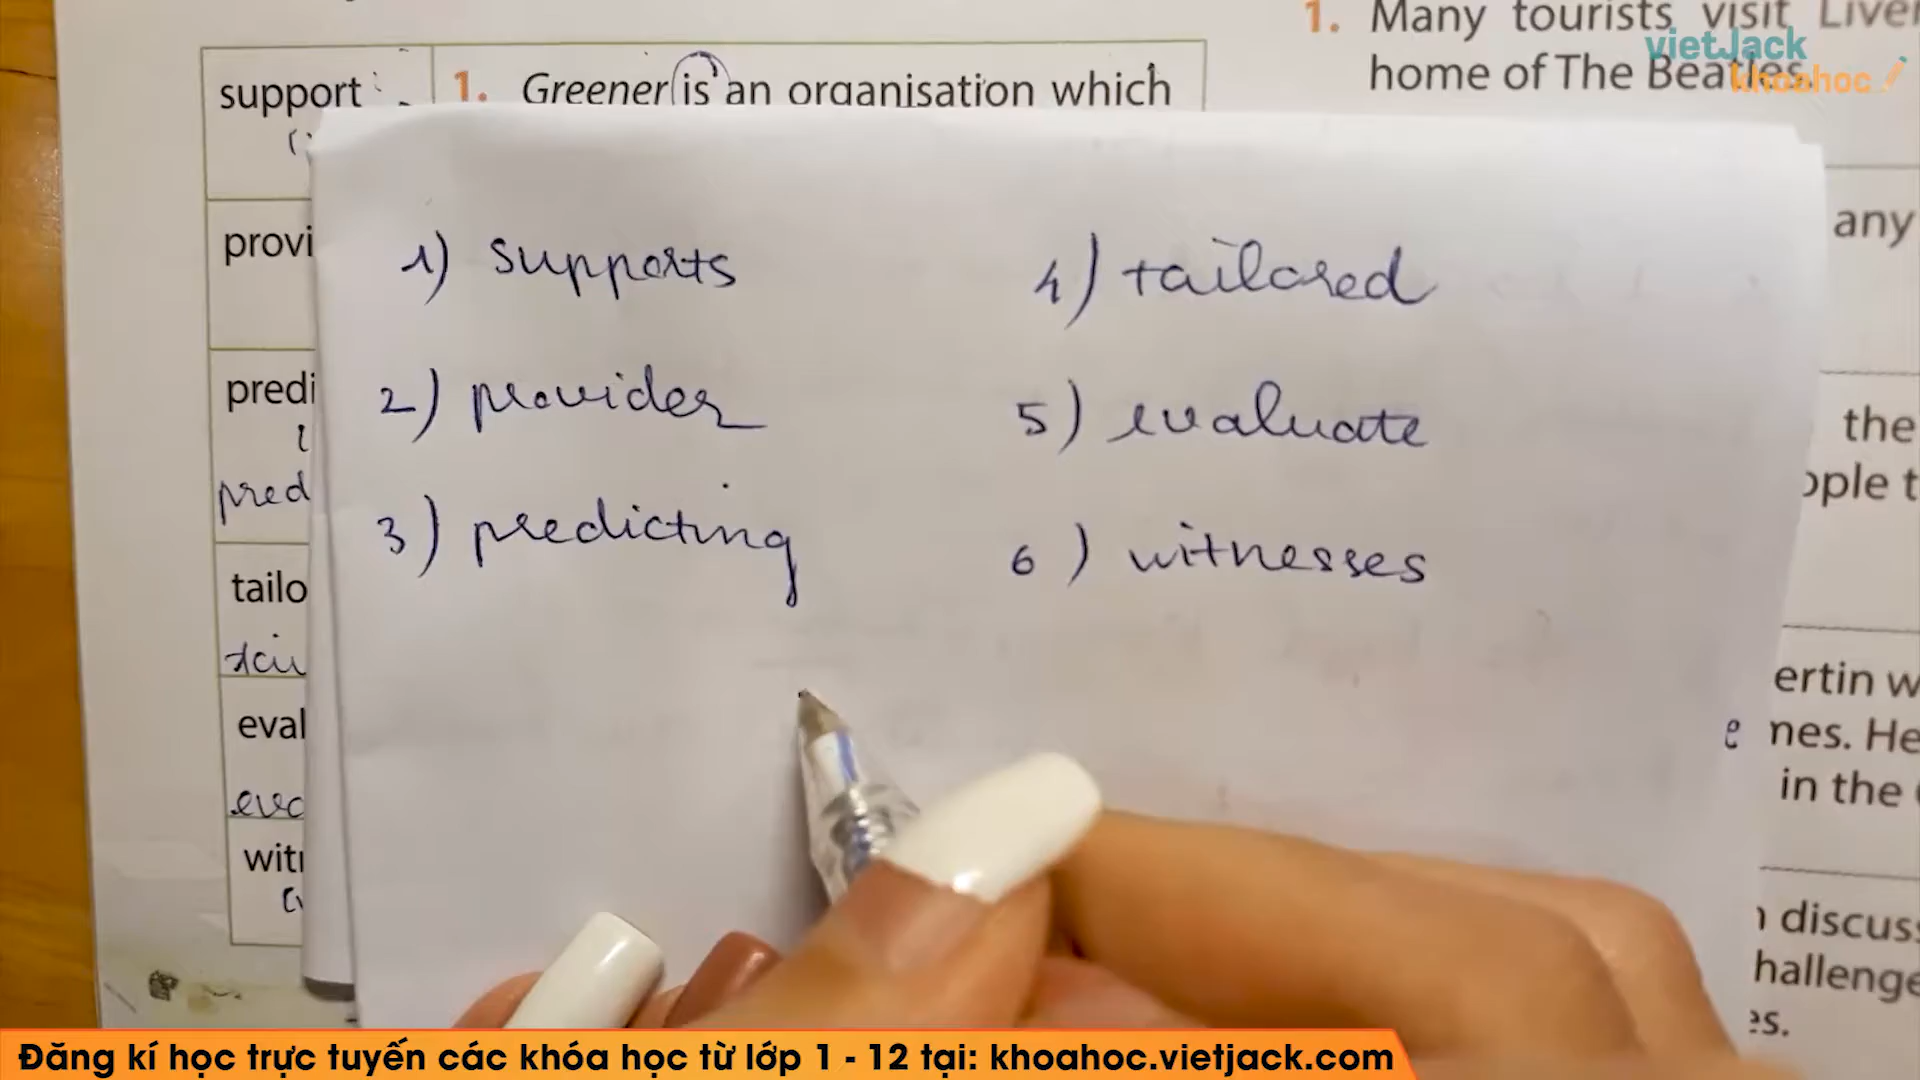 support
1. Greener is an organisation which
1. Many tourists visit Liver
home of The Beatles
vietJack
khoahoc
provi
predi
pred
tailo
eval
witn
1) supports
2) provider
3) predicting
4) tailored
5) evaluate
6) witnesses
any
the
ople t
ertin w
e mes. He
in the
discuss
hallenge
es.
Đăng kí học trực tuyến các khóa học từ lớp 1 - 12 tại: khoahoc.vietjack.com